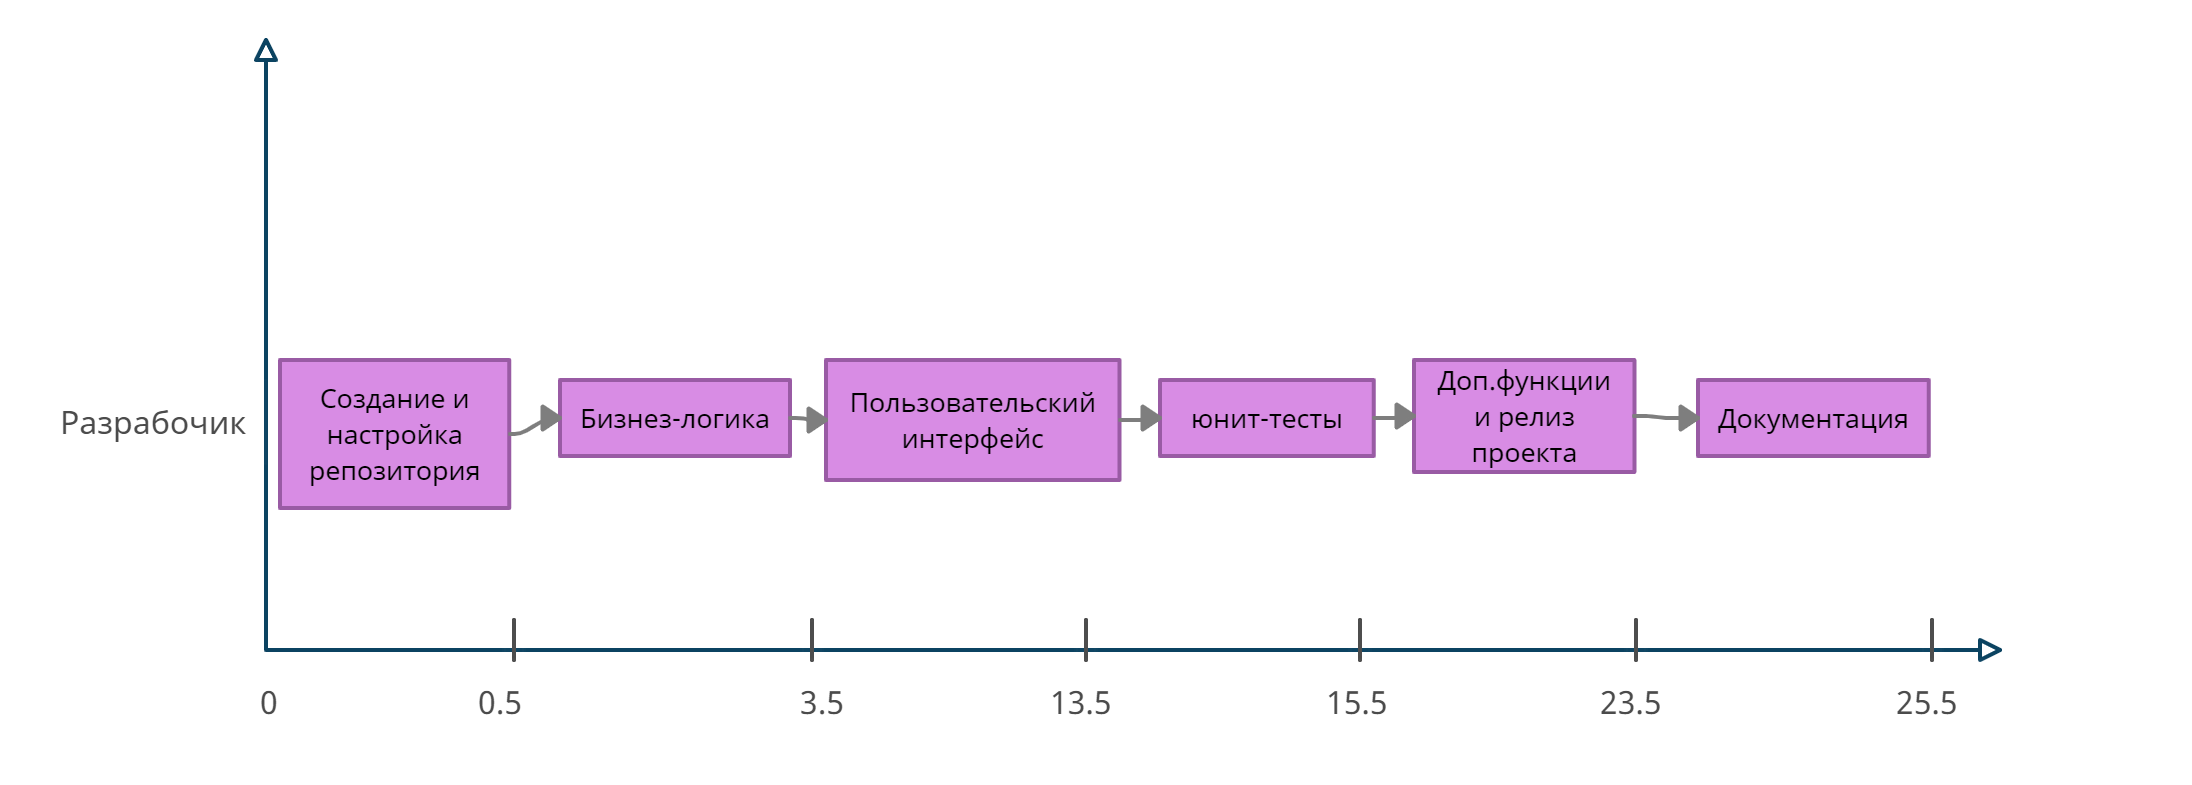 Разрабочик
Создание и
настройка
репозитория
Бизнез-логика
Пользовательский
интерфейс
юнит-тесты
Доп.функции
и релиз
проекта
Документация
0
0.5
3.5
13.5
15.5
23.5
25.5